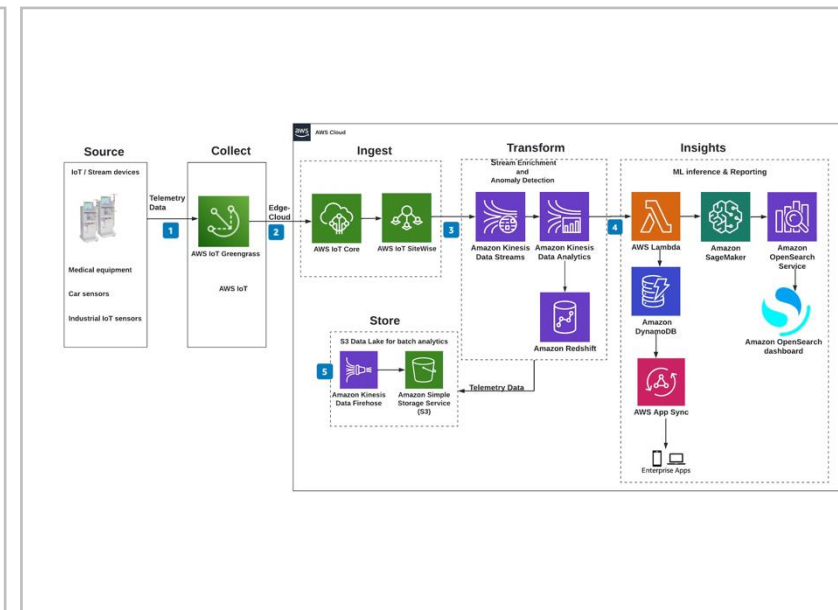 aws
AWS Cloud
Source
Collect
Ingest
Transform
Insights
IoT / Stream devices
Medical equipment
Car sensors
Industrial IoT sensors
Telemetry
Data
1
AWS IoT Greengrass
AWS IoT
Edge-
Cloud
2
AWS IoT Core
AWS IoT SiteWise
3
Stream Enrichment
and
Anomaly Detection
Amazon Kinesis
Data Streams
Amazon Kinesis
Data Analytics
Amazon Redshift
4
ML inference & Reporting
AWS Lambda
Amazon
SageMaker
Amazon
OpenSearch
Service
Amazon
DynamoDB
Amazon OpenSearch
dashboard
AWS App Sync
Enterprise Apps
Store
S3 Data Lake for batch analytics
5
Amazon Kinesis
Data Firehose
Amazon Simple
Storage Service
(S3)
Telemetry Data